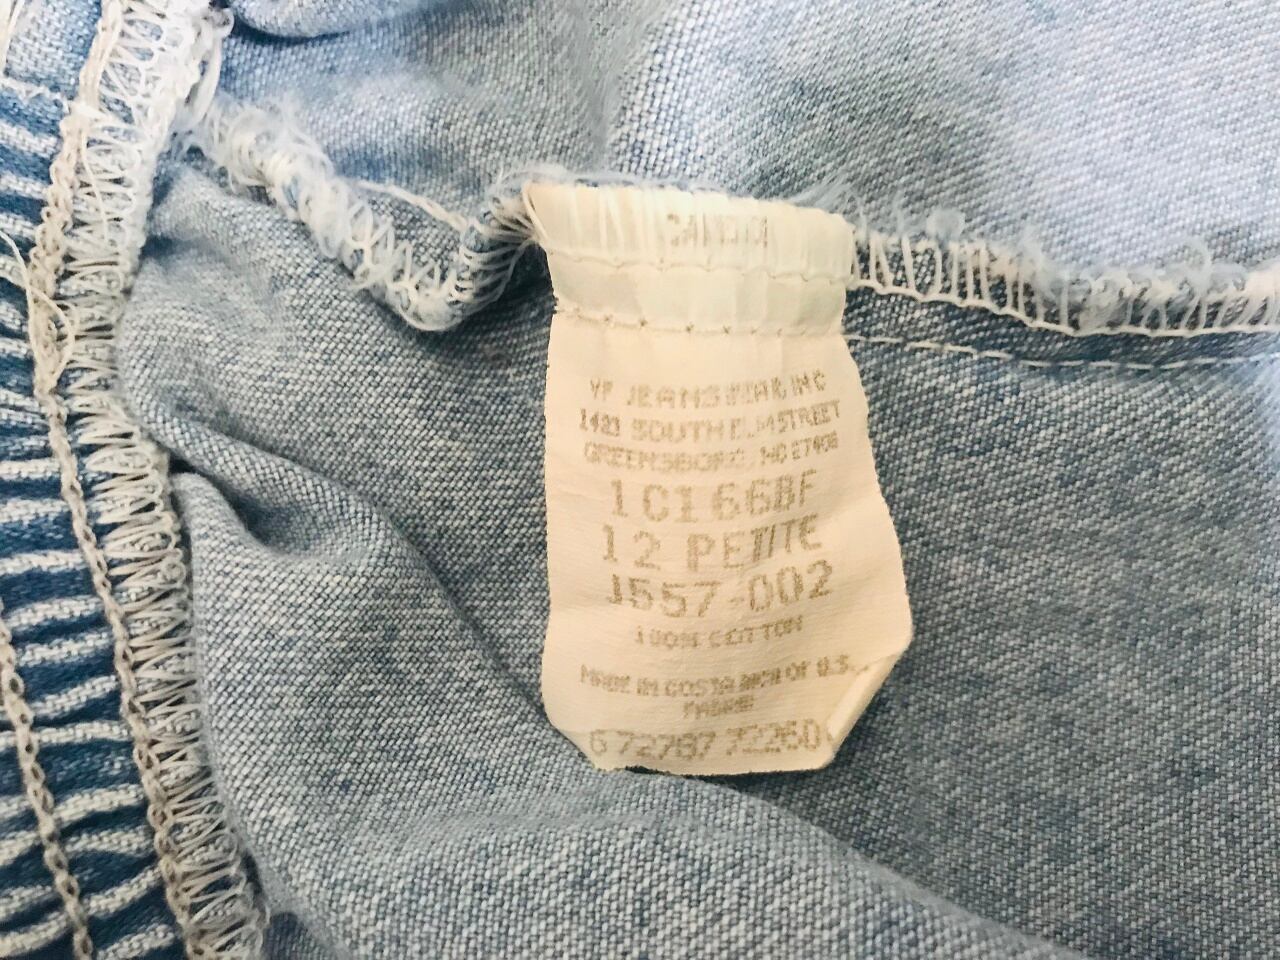 VF JEANSWEAR INC
1421 SOUTH ELM STREET
GREENSBORO, NC 27406
1C166BF
12 PETITE
J557-002
100% COTTON
MADE IN COSTA RICA OF U.S.
FABRIC
6 72787 72260